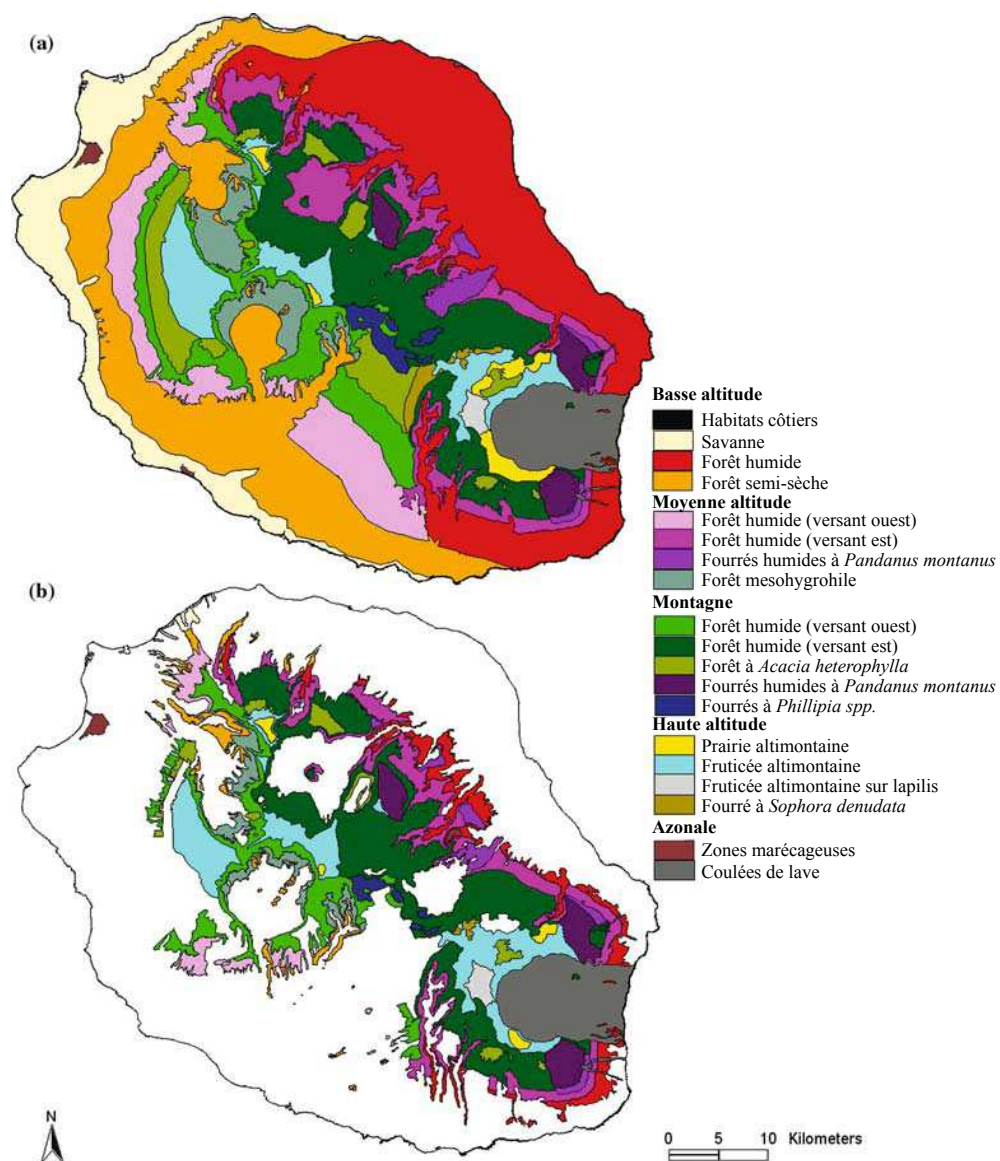 (a)
Basse altitude
Habitats côtiers
Savanne
Forêt humide
Forêt semi-sèche
Moyenne altitude
Forêt humide (versant ouest)
Forêt humide (versant est)
Fourrés humides à Pandanus montanus
Forêt mesohygrohile
Montagne
Forêt humide (versant ouest)
Forêt humide (versant est)
Forêt à Acacia heterophylla
Fourrés humides à Pandanus montanus
Fourrés à Phillipia spp.
Haute altitude
Prairie altimontaine
Fruticée altimontaine
Fruticée altimontaine sur lapilis
Fourré à Sophora denudata
Azonale
Zones marécageuses
Coulées de lave
(b)
N
0 5 10 Kilometers